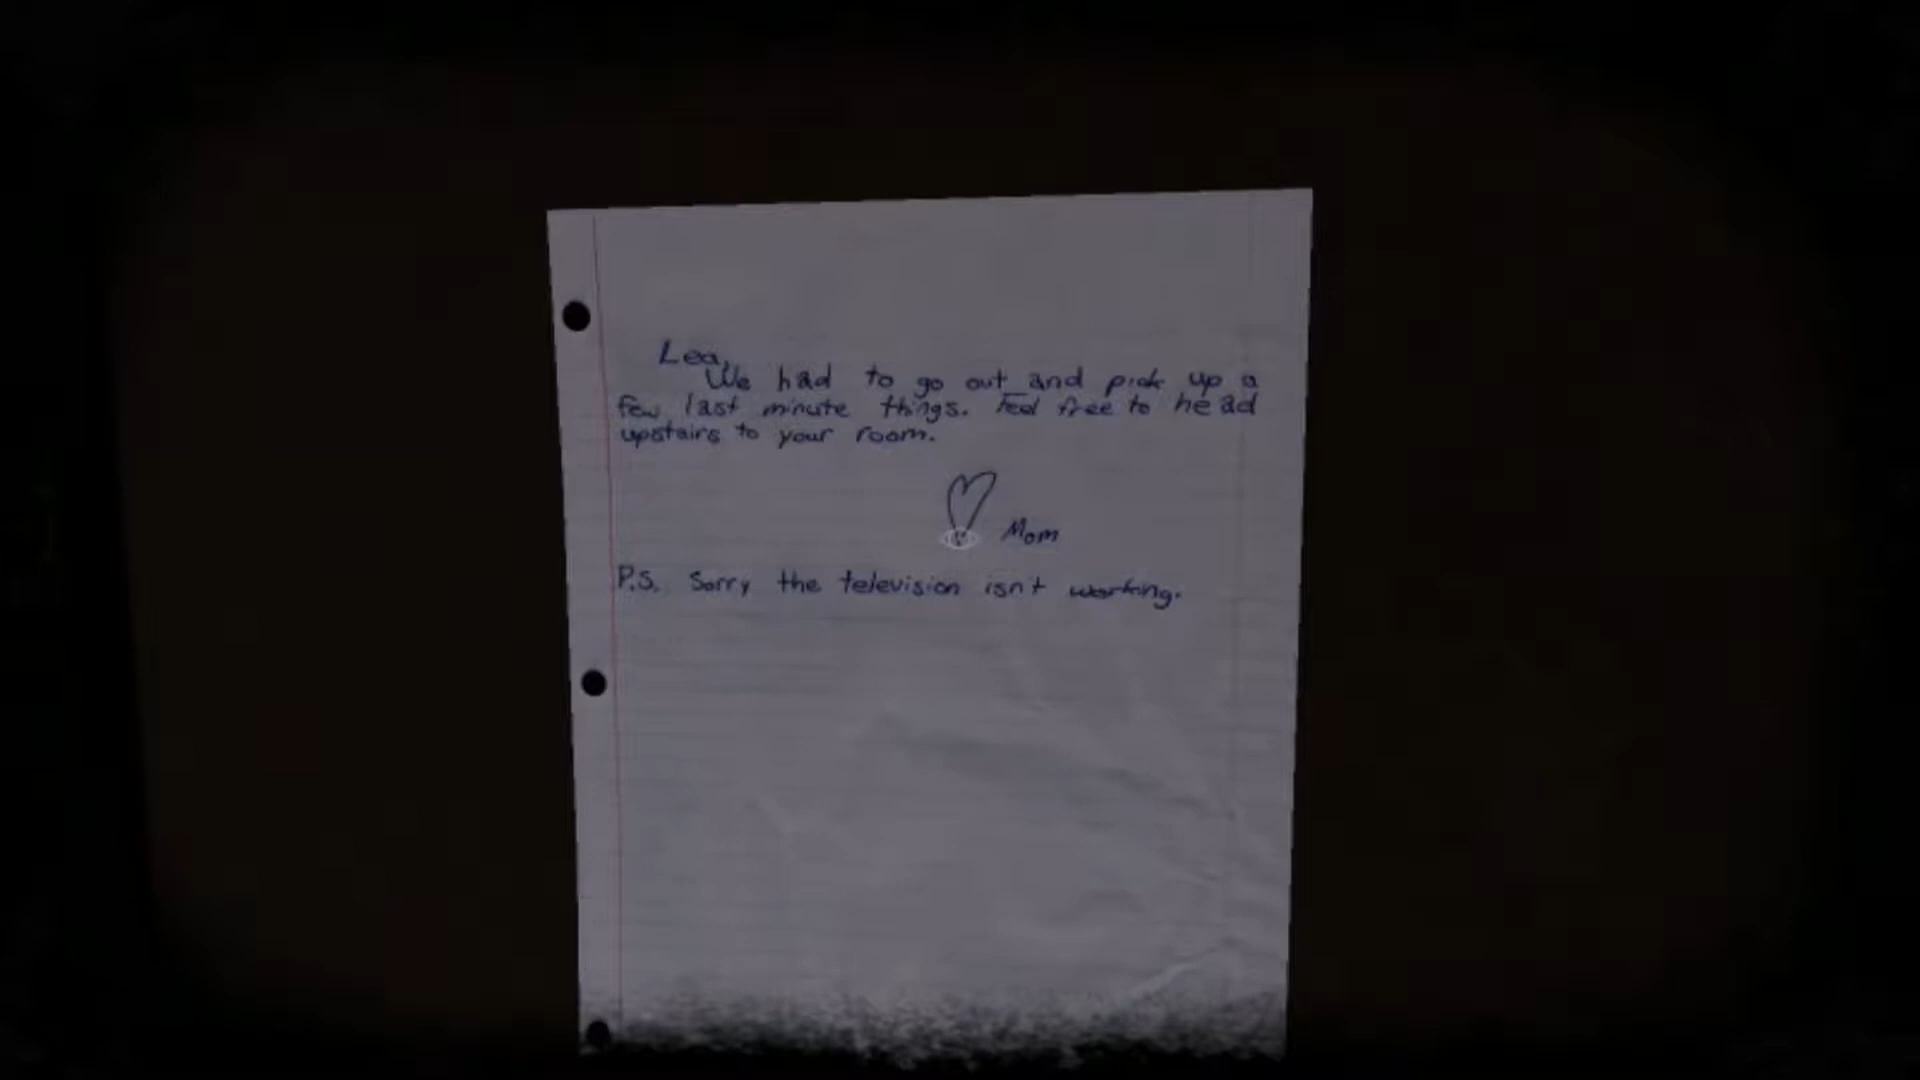 Lea,
We had to go out and pick up a
few last minute things. Feel free to head
upstairs to your room.
Mom
P.S. Sorry the television isn't working.